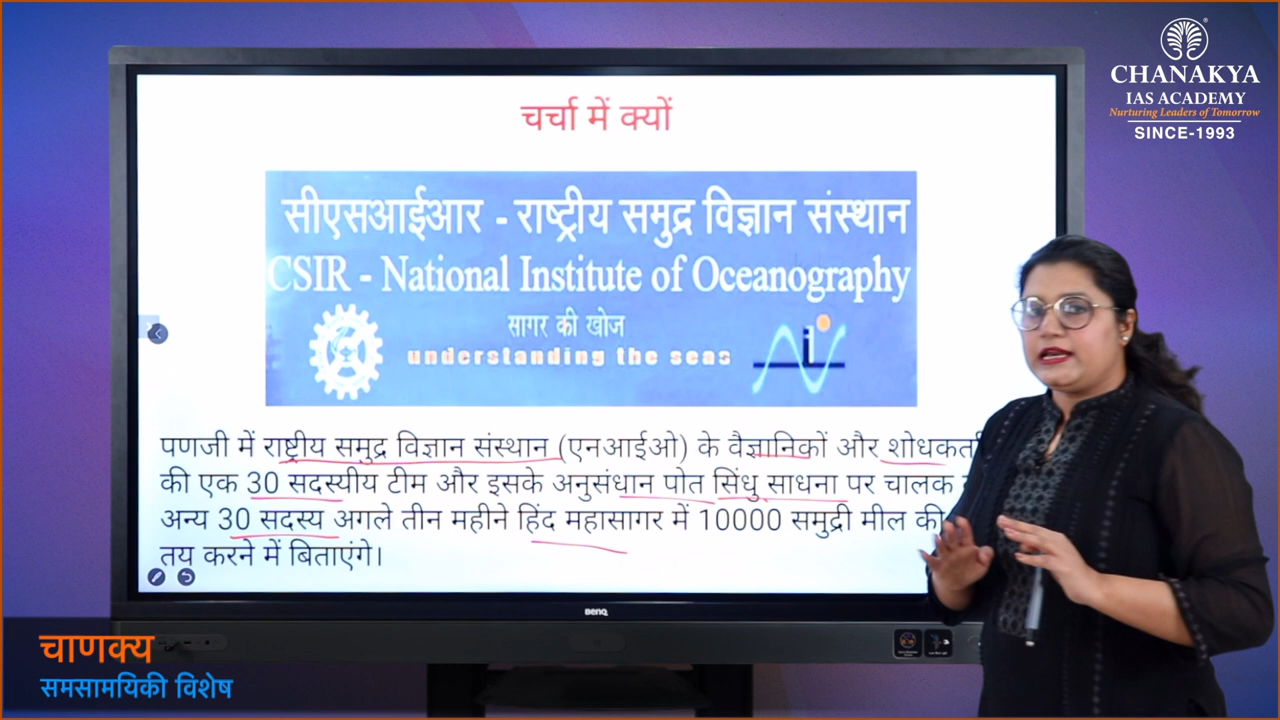 CHANAKYA
IAS ACADEMY
Nurturing Leaders of Tomorrow
SINCE-1993
चर्चा में क्यों
सीएसआईआर - राष्ट्रीय समुद्र विज्ञान संस्थान
CSIR - National Institute of Oceanography
सागर की खोज
understanding the seas
पणजी में राष्ट्रीय समुद्र विज्ञान संस्थान (एनआईओ) के वैज्ञानिकों और
की एक 30 सदस्यीय टीम और इसके अनुसंधान पोत सिंधु साधना पर चालक
अन्य 30 सदस्य अगले तीन महीने हिंद महासागर में 10000 समुद्री मील की
तय करने में बिताएंगे।
BenQ
चाणक्य
समसामयिकी विशेष